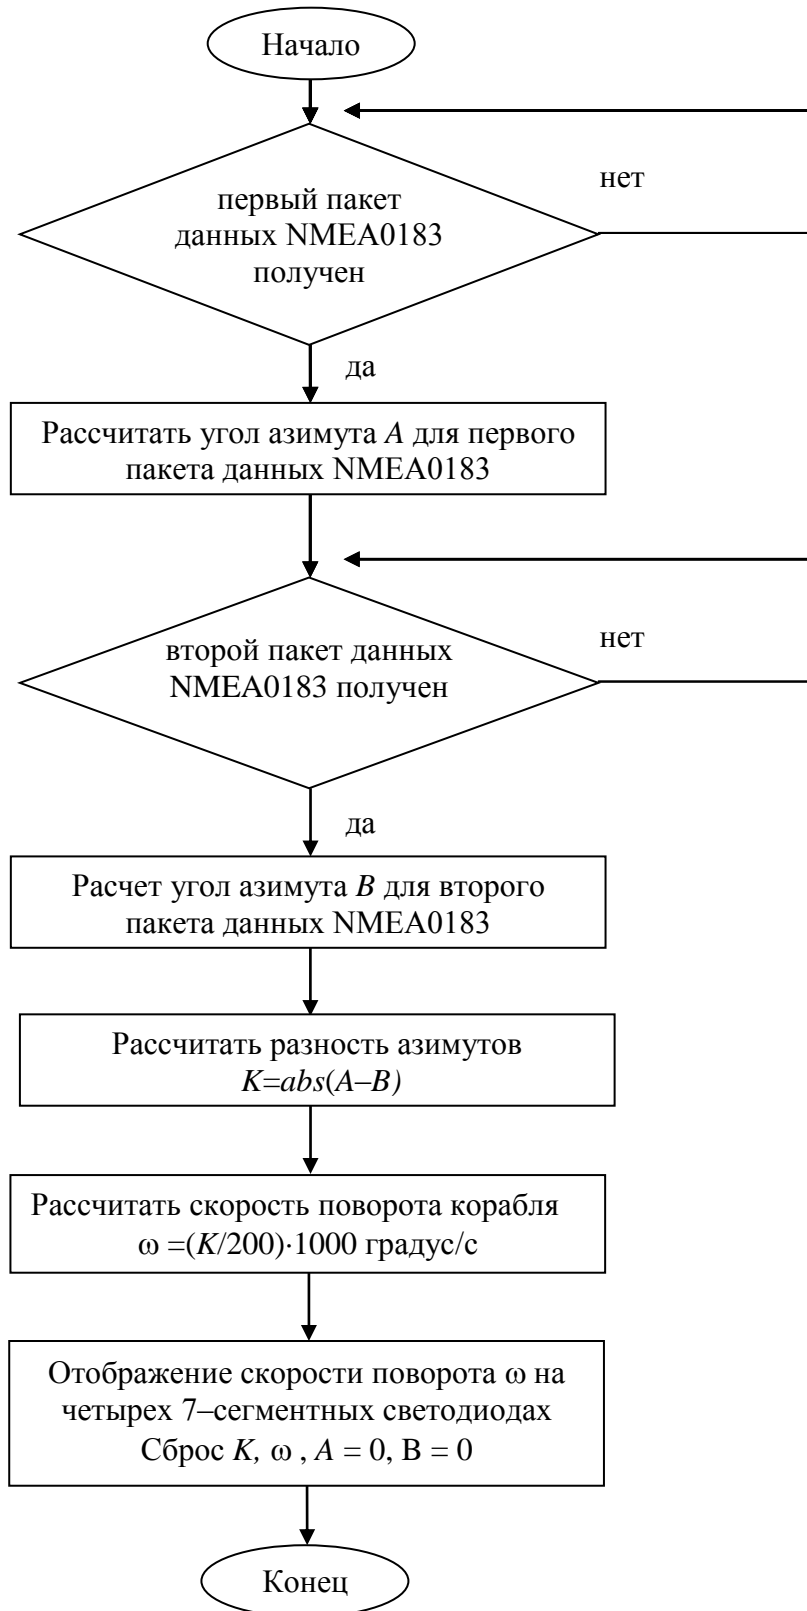 Начало
нет
первый пакет
данных NMEA0183
получен
да
Рассчитать угол азимута A для первого
пакета данных NMEA0183
нет
второй пакет данных
NMEA0183 получен
да
Расчет угол азимута B для второго
пакета данных NMEA0183
Рассчитать разность азимутов
K=abs(A–B)
Рассчитать скорость поворота корабля
ω =(K/200)·1000 градус/с
Отображение скорости поворота ω на
четырех 7–сегментных светодиодах
Сброс K, ω , A = 0, B = 0
Конец